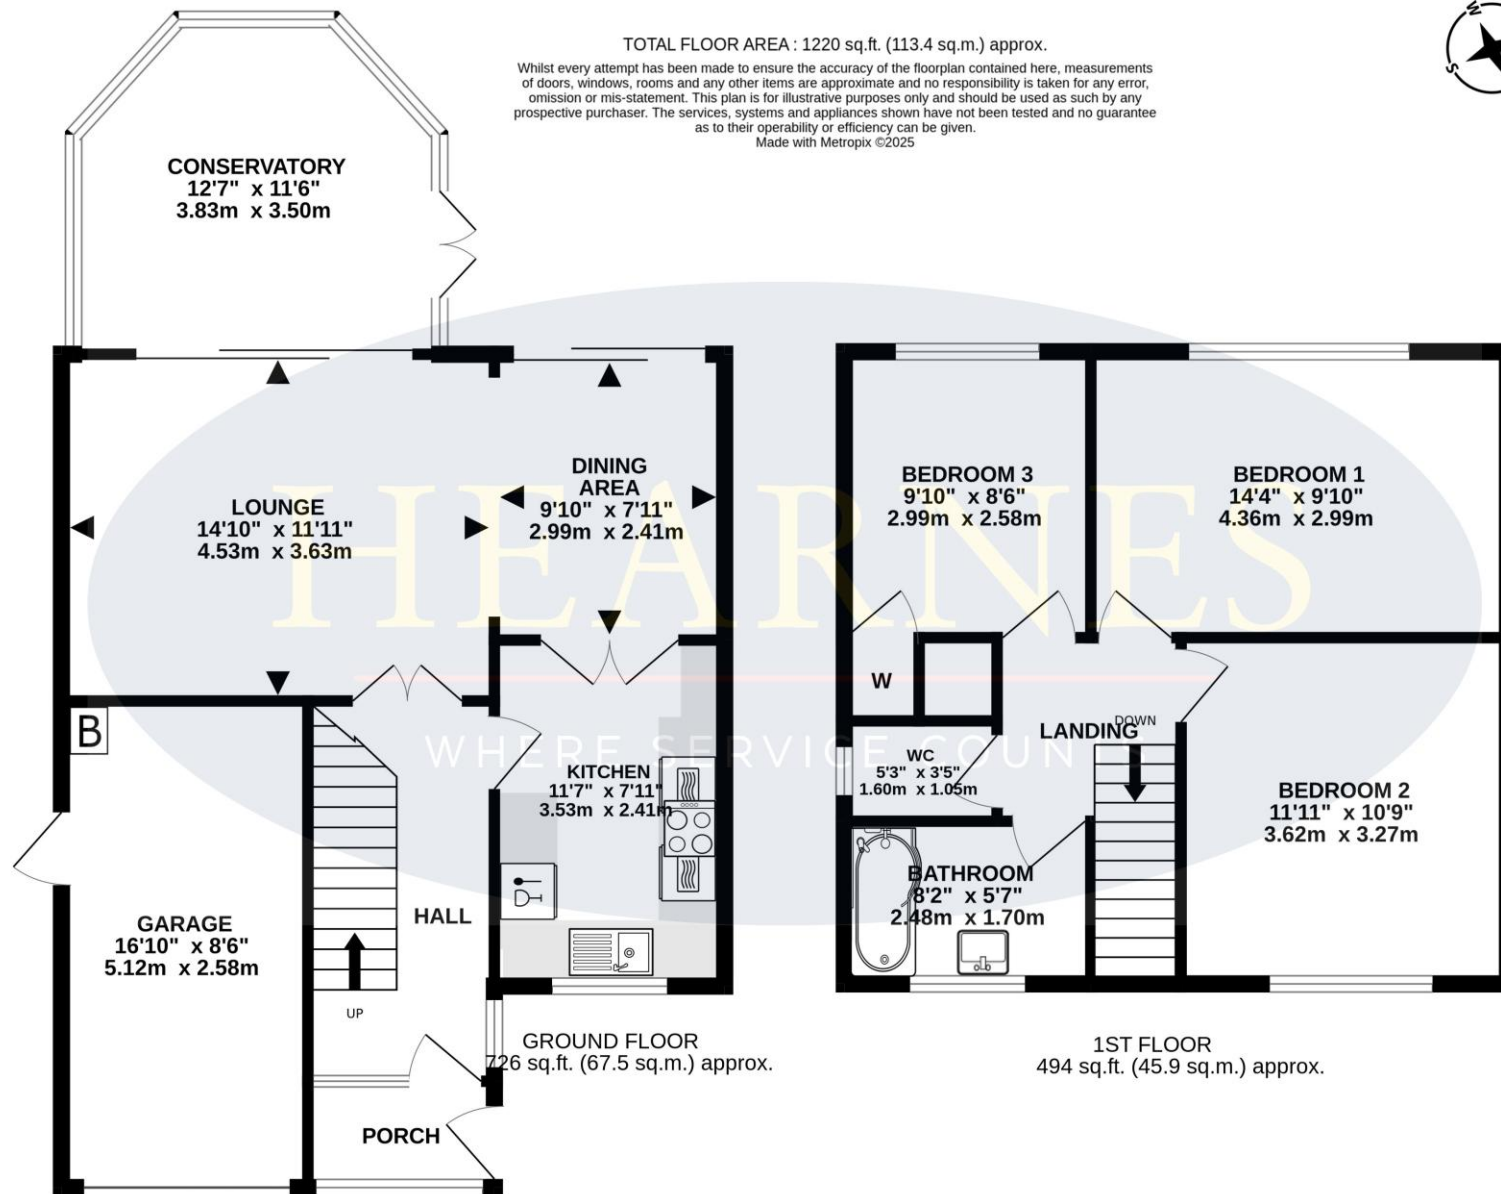 TOTAL FLOOR AREA : 1220 sq.ft. (113.4 sq.m.) approx.
Whilst every attempt has been made to ensure the accuracy of the floorplan contained here, measurements
of doors, windows, rooms and any other items are approximate and no responsibility is taken for any error,
omission or mis-statement. This plan is for illustrative purposes only and should be used as such by any
prospective purchaser. The services, systems and appliances shown have not been tested and no guarantee
as to their operability or efficiency can be given.
Made with Metropix ©2025
W
S
CONSERVATORY
12'7" x 11'6"
3.83m x 3.50m
LOUNGE
14'10" x 11'11"
4.53m x 3.63m
DINING
AREA
9'10" x 7'11"
2.99m x 2.41m
BEDROOM 3
9'10" x 8'6"
2.99m x 2.58m
BEDROOM 1
14'4" x 9'10"
4.36m x 2.99m
HEARNES
WHERE SERVICE COUNTS
W
B
KITCHEN
11'7" x 7'11"
3.53m x 2.41m
WC
5'3" x 3'5"
1.60m x 1.05m
LANDING
DOWN
BEDROOM 2
11'11" x 10'9"
3.62m x 3.27m
BATHROOM
8'2" x 5'7"
2.48m x 1.70m
GARAGE
16'10" x 8'6"
5.12m x 2.58m
HALL
UP
PORCH
GROUND FLOOR
726 sq.ft. (67.5 sq.m.) approx.
1ST FLOOR
494 sq.ft. (45.9 sq.m.) approx.